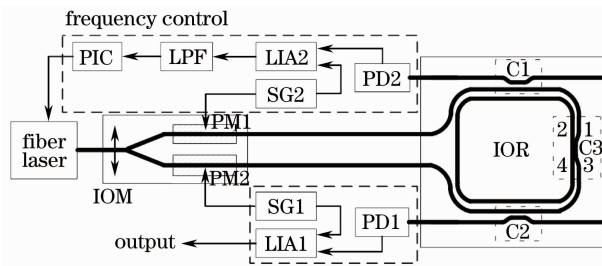 frequency control
PIC
LPF
LIA2
PD2
C1
SG2
PM1
fiber
laser
IOM
PM2
IOR
2 1
C3
4 3
SG1
PD1
C2
output
LIA1